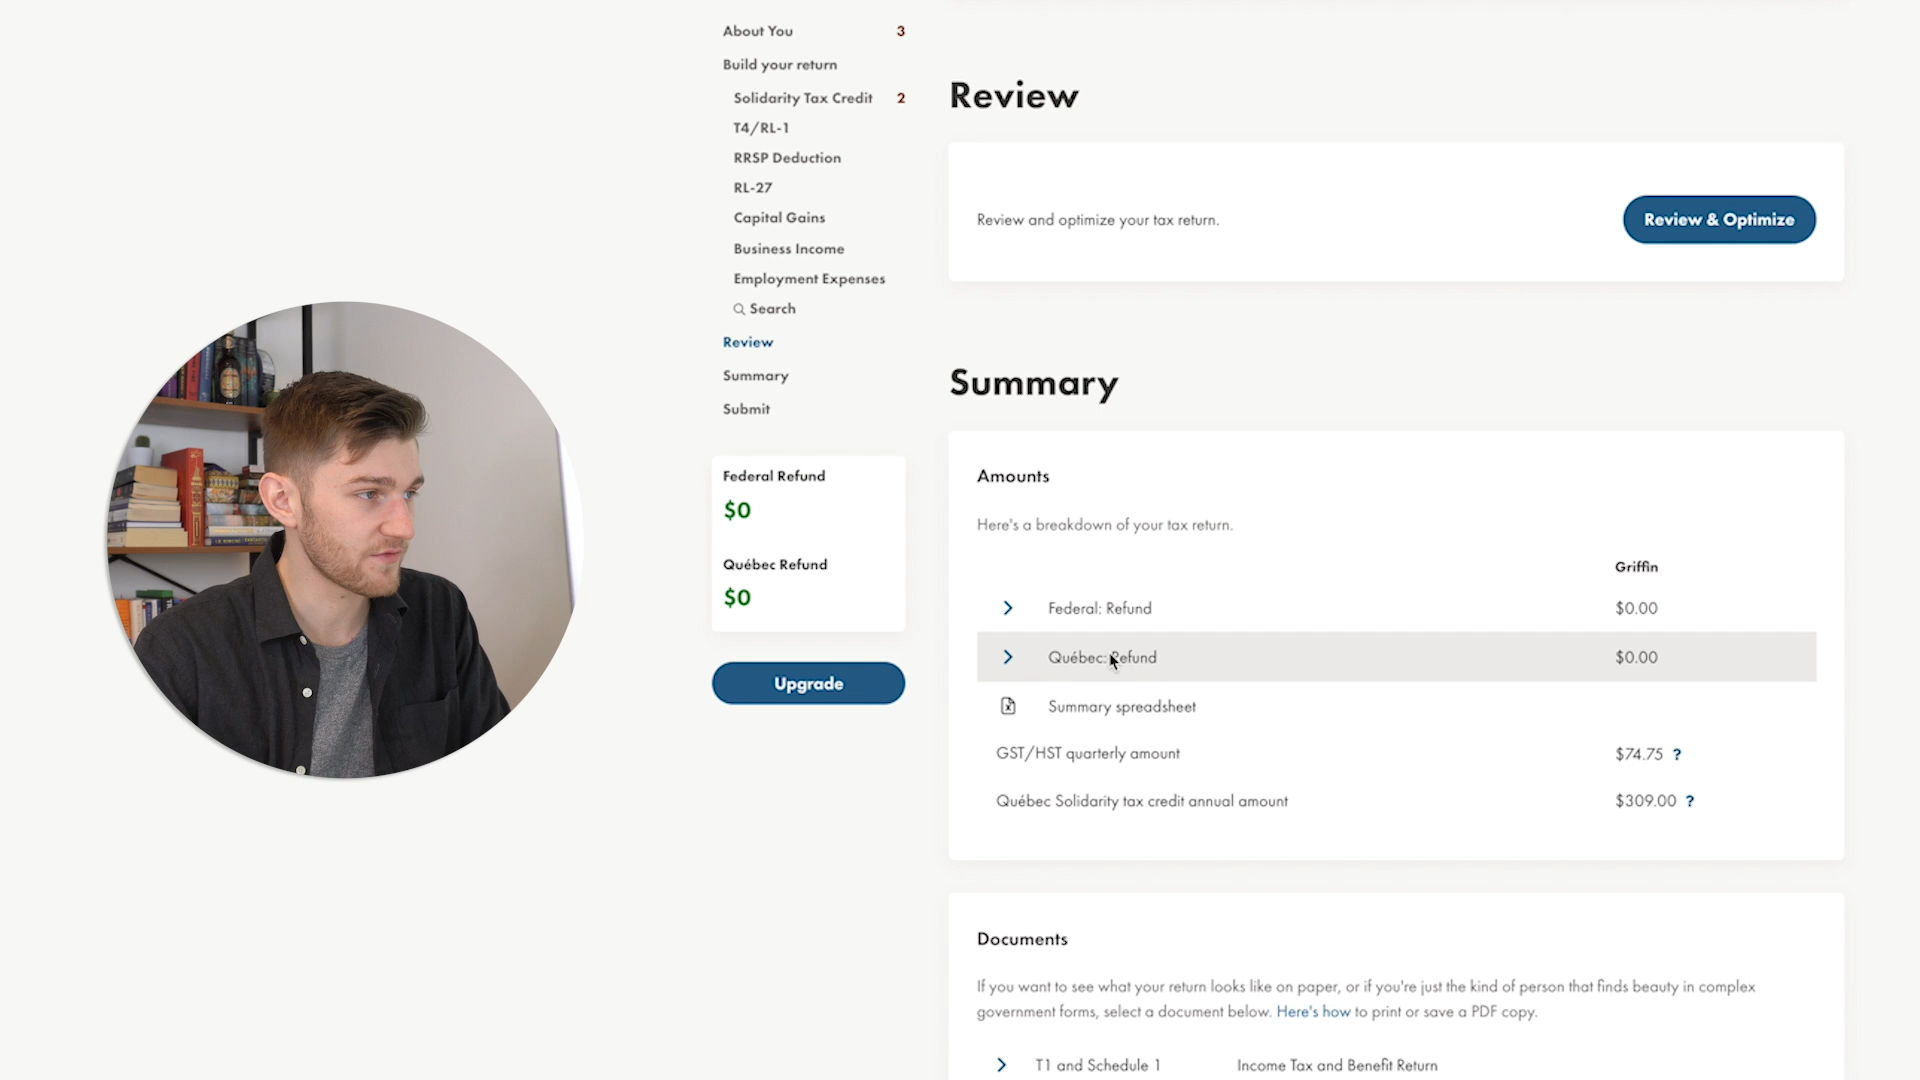 About You 3
Build your return
Solidarity Tax Credit 2
T4/RL-1
RRSP Deduction
RL-27
Capital Gains
Business Income
Employment Expenses
Search
Review
Summary
Submit
Federal Refund
$0
Québec Refund
$0
Upgrade
Review
Review and optimize your tax return.
Review & Optimize
Summary
Amounts
Here's a breakdown of your tax return.
Griffin
Federal: Refund $0.00
Québec: Refund $0.00
Summary spreadsheet
GST/HST quarterly amount $74.75 ?
Québec Solidarity tax credit annual amount $309.00 ?
Documents
If you want to see what your return looks like on paper, or if you're just the kind of person that finds beauty in complex
government forms, select a document below. Here's how to print or save a PDF copy.
T1 and Schedule 1 Income Tax and Benefit Return